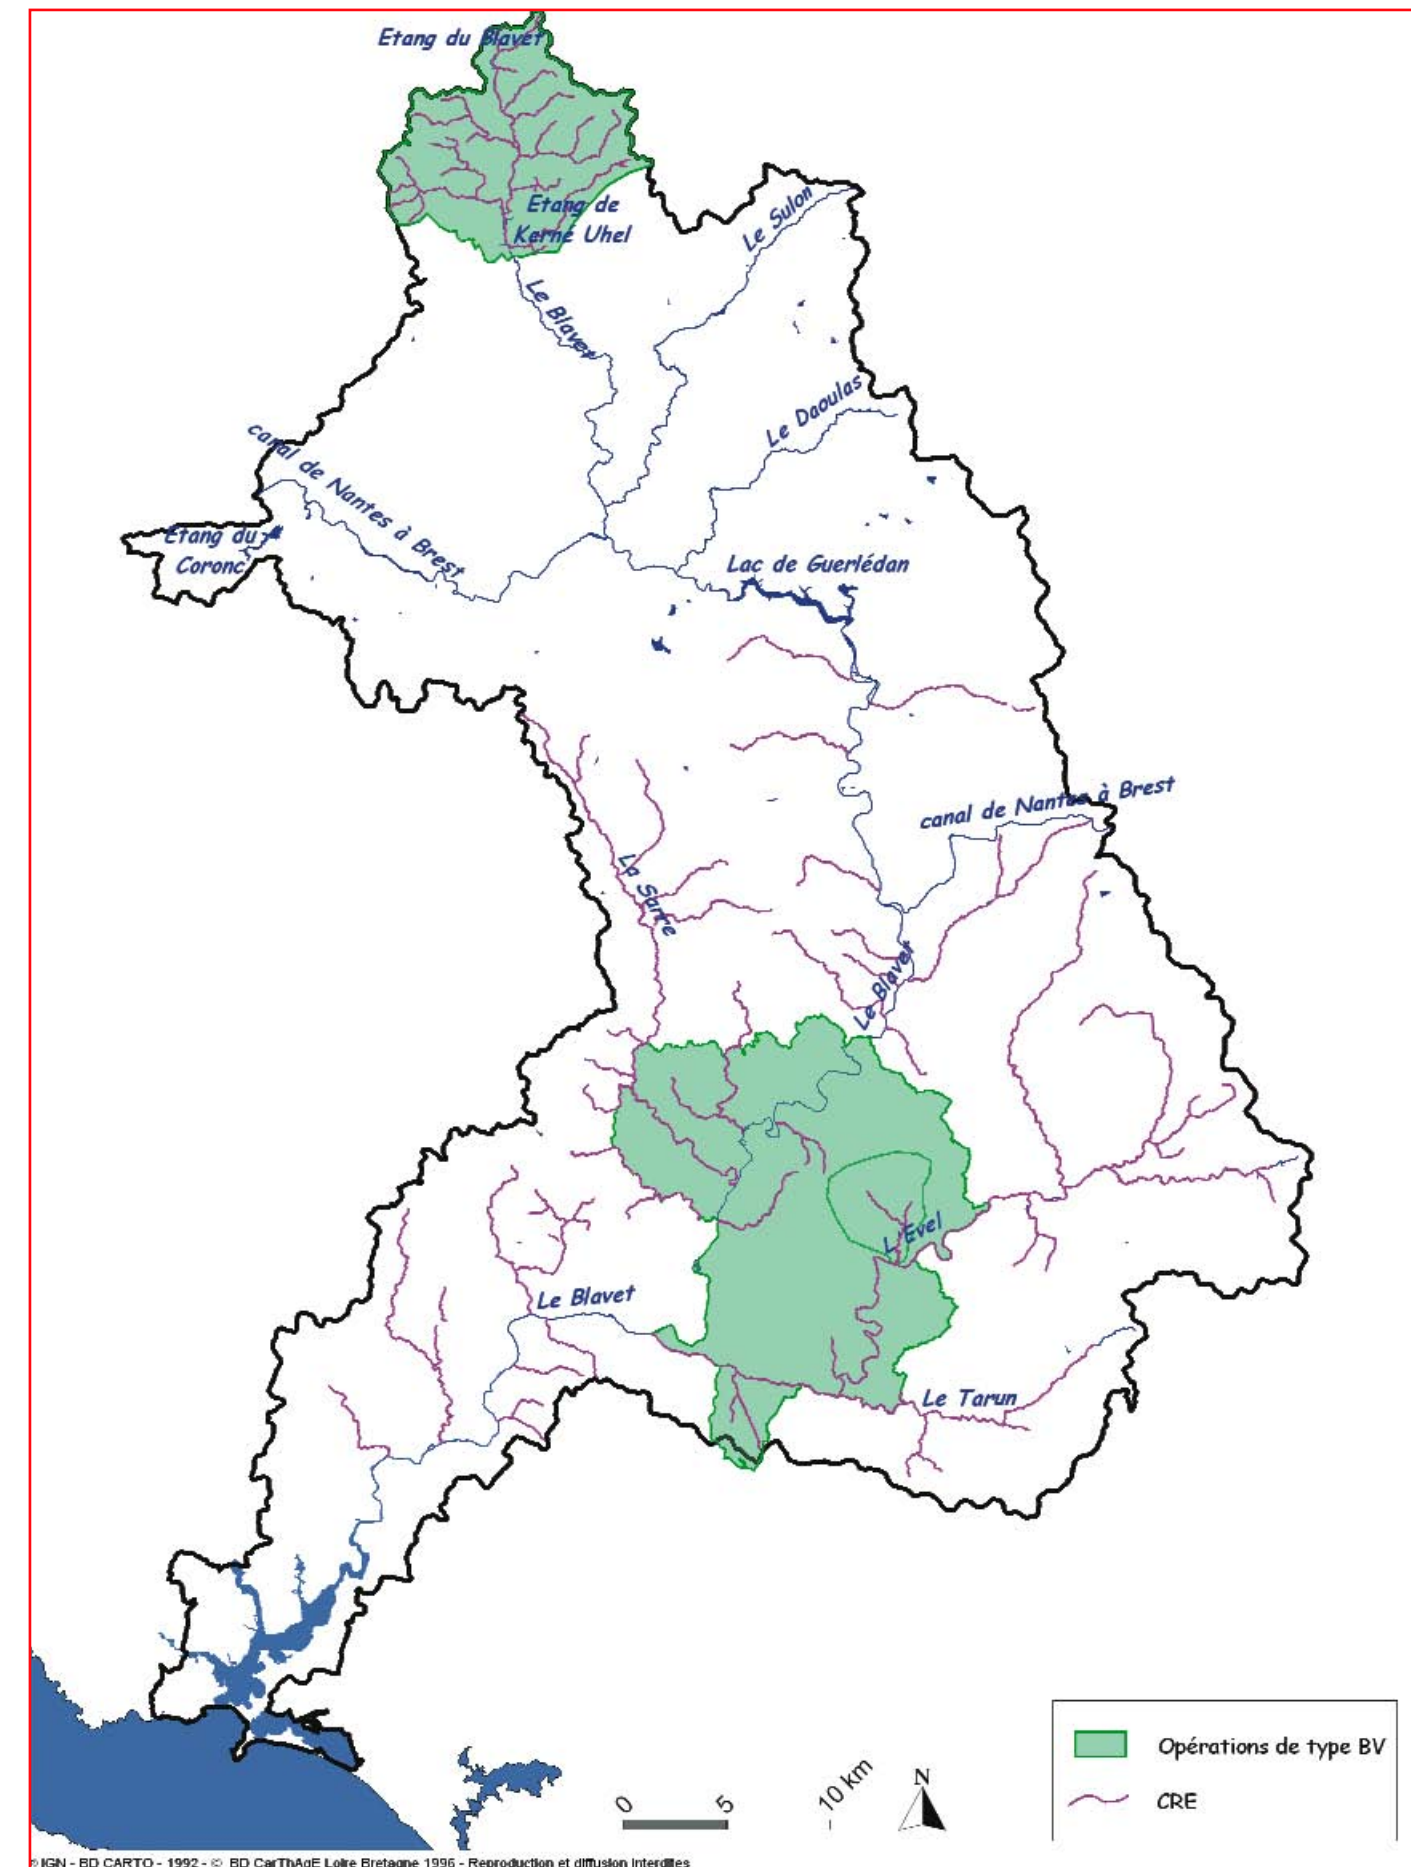 Etang du Blavet
Etang de
Kerné Uhel
Le Sulon
Le Blavet
Le Daoulas
canal de Nantes à Brest
Etang du
Coronc
Lac de Guerlédan
canal de Nantes à Brest
La Sarre
Le Blavet
L'Evel
Le Blavet
Le Tarun
Opérations de type BV
CRE
0 5 10 km
N
© IGN - BD CARTO - 1992 - © BD CarThAgE Loire Bretagne 1996 - Reproduction et diffusion interdites